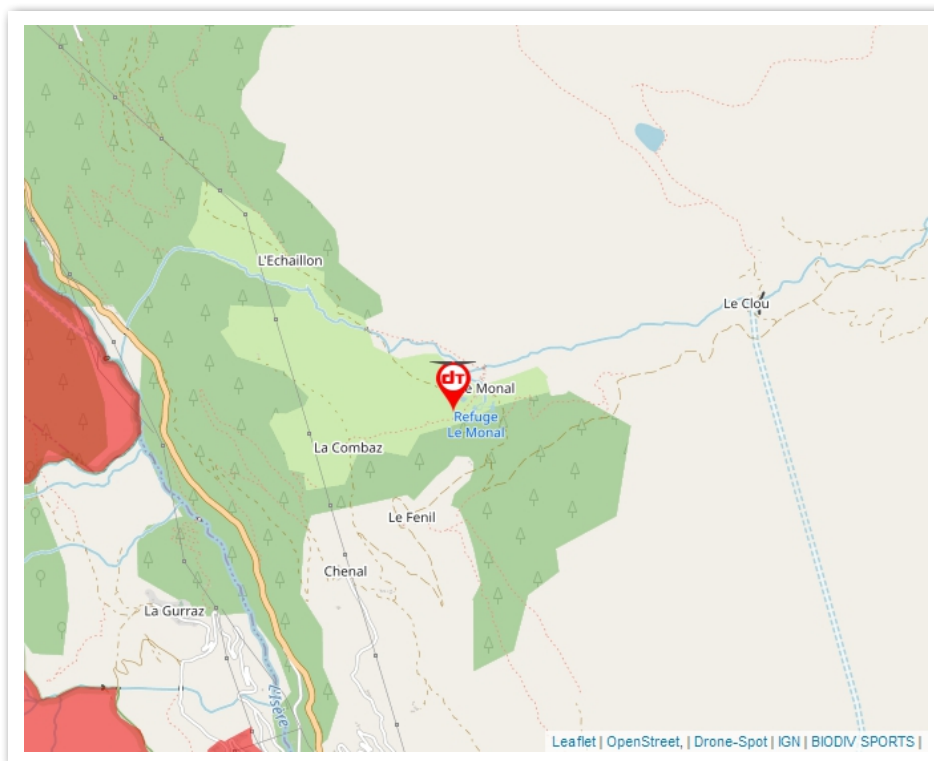 L'Echaillon
Le Clou
dT
e Monal
Refuge
Le Monal
La Combaz
Le Fenil
Chenal
La Gurraz
L'Isère
Leaflet | OpenStreet, | Drone-Spot | IGN | BIODIV SPORTS |